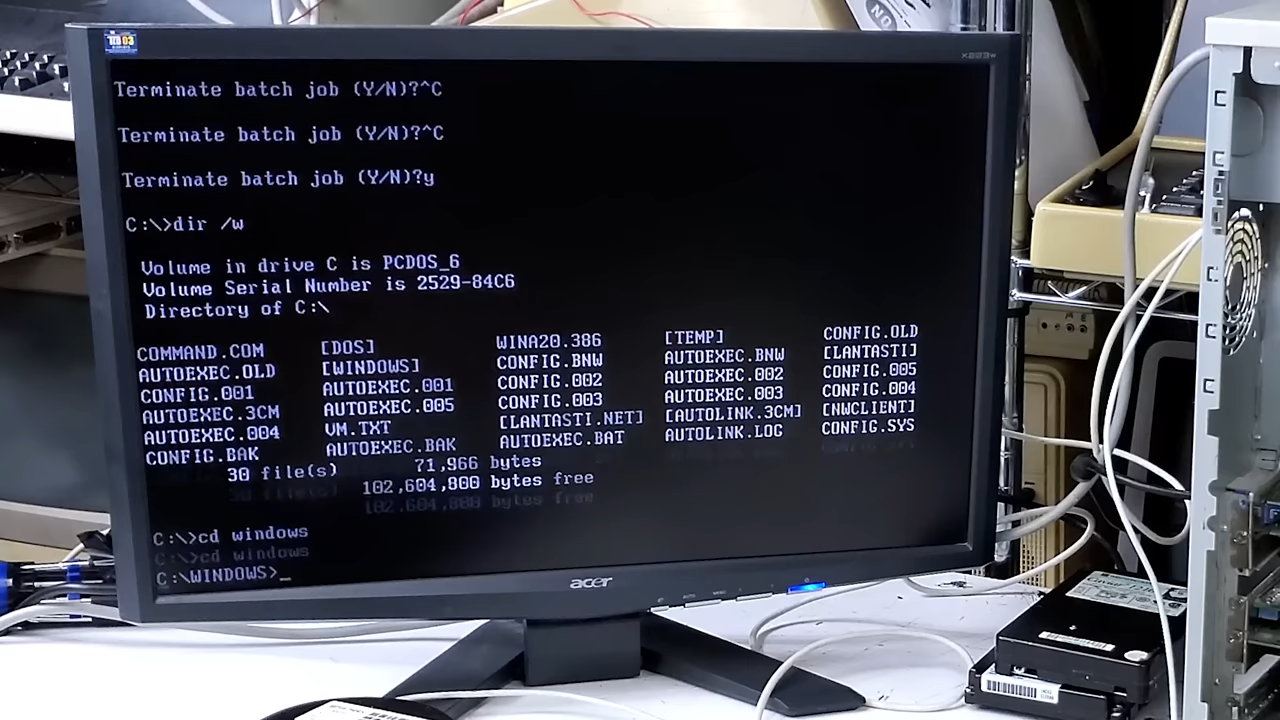 X223w
Terminate batch job (Y/N)?^C
Terminate batch job (Y/N)?^C
Terminate batch job (Y/N)?y
C:\>dir /w
Volume in drive C is PCDOS_6
Volume Serial Number is 2529-84C6
Directory of C:\
COMMAND.COM [DOS] WINA20.386 [TEMP] CONFIG.OLD
AUTOEXEC.OLD [WINDOWS] CONFIG.BNW AUTOEXEC.BNW [LANTASTI]
CONFIG.001 AUTOEXEC.001 CONFIG.002 AUTOEXEC.002 CONFIG.005
AUTOEXEC.3CM AUTOEXEC.005 CONFIG.003 AUTOEXEC.003 CONFIG.004
AUTOEXEC.004 VM.TXT [LANTASTI.NET] [AUTOLINK.3CM] [NWCLIENT]
CONFIG.BAK AUTOEXEC.BAK AUTOEXEC.BAT AUTOLINK.LOG CONFIG.SYS
30 file(s) 71,966 bytes
102,604,800 bytes free
C:\>cd windows
C:\WINDOWS>_
acer
NO